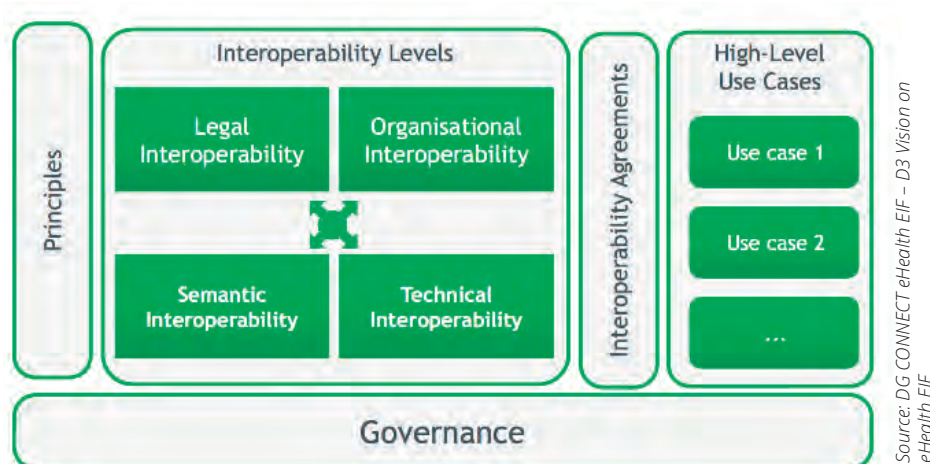 Principles
Interoperability Levels
Legal
Interoperability
Organisational
Interoperability
Semantic
Interoperability
Technical
Interoperability
Interoperability Agreements
High-Level
Use Cases
Use case 1
Use case 2
...
Governance
Source: DG CONNECT eHealth EIF – D3 Vision on
eHealth EIF